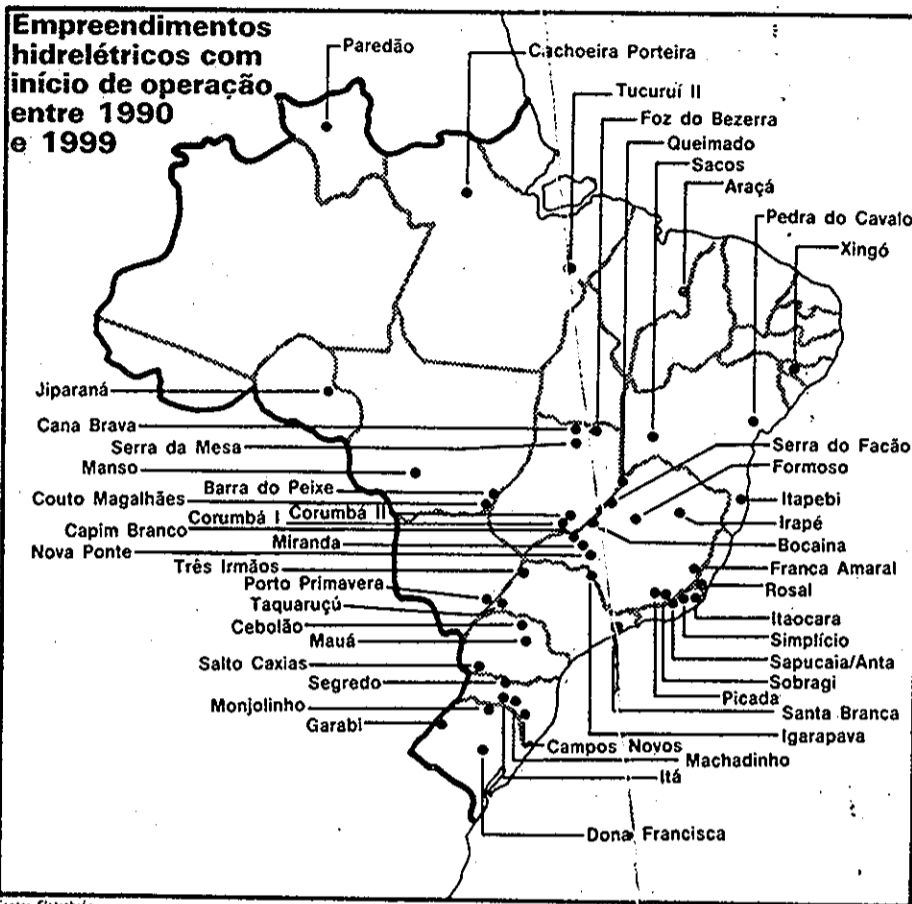 Empreendimentos
hidrelétricos com
início de operação
entre 1990
e 1999
Paredão
Cachoeira Porteira
Tucuruí II
Foz do Bezerra
Queimado
Sacos
Araçá
Pedra do Cavalo
Xingó
Jiparaná
Cana Brava
Serra da Mesa
Manso
Barra do Peixe
Couto Magalhães
Corumbá I
Corumbá II
Capim Branco
Miranda
Nova Ponte
Três Irmãos
Porto Primavera
Taquaruçú
Cebolão
Mauá
Salto Caxias
Segredo
Monjolinho
Garabi
Serra do Facão
Formoso
Itapebi
Irapé
Bocaina
Franca Amaral
Rosal
Itaocara
Simplício
Sapucaia/Anta
Sobragi
Picada
Santa Branca
Igarapava
Campos Novos
Machadinho
Itá
Dona Francisca